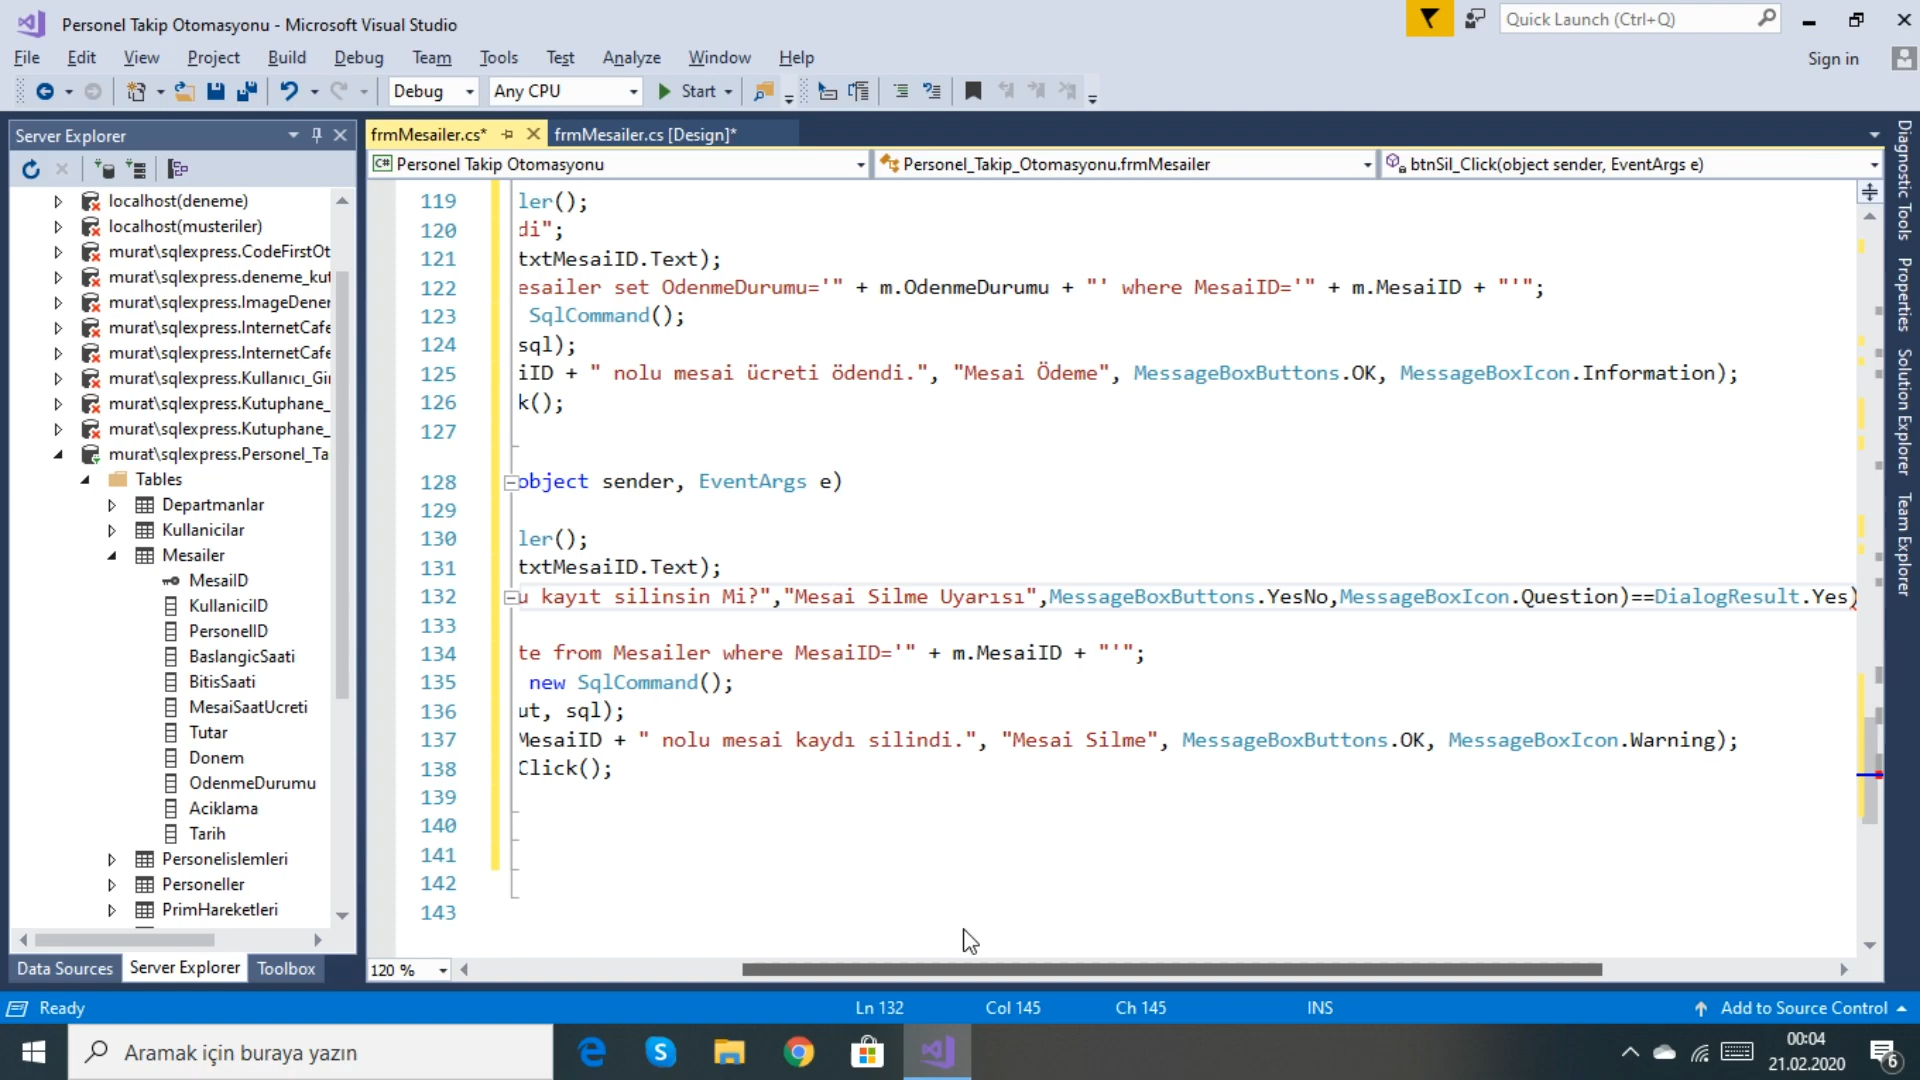 Personel Takip Otomasyonu - Microsoft Visual Studio
Quick Launch (Ctrl+Q)
File Edit View Project Build Debug Team Tools Test Analyze Window Help
Sign in
Debug Any CPU Start
Server Explorer
localhost(deneme)
localhost(musteriler)
murat\sqlexpress.CodeFirstOt
murat\sqlexpress.deneme_kut
murat\sqlexpress.ImageDener
murat\sqlexpress.InternetCafe
murat\sqlexpress.InternetCafe
murat\sqlexpress.Kullanıcı_Gi
murat\sqlexpress.Kutuphane_
murat\sqlexpress.Kutuphane_
murat\sqlexpress.Personel_Ta
Tables
Departmanlar
Kullanicilar
Mesailer
MesaiID
KullaniciID
PersonelID
BaslangicSaati
BitisSaati
MesaiSaatUcreti
Tutar
Donem
OdenmeDurumu
Aciklama
Tarih
Personelislemleri
Personeller
PrimHareketleri
Data Sources Server Explorer Toolbox
frmMesailer.cs* frmMesailer.cs [Design]*
C# Personel Takip Otomasyonu Personel_Takip_Otomasyonu.frmMesailer btnSil_Click(object sender, EventArgs e)
119 ler();
120 di";
121 txtMesaiID.Text);
122 esailer set OdenmeDurumu='" + m.OdenmeDurumu + "' where MesaiID='" + m.MesaiID + "'";
123 SqlCommand();
124 sql);
125 iID + " nolu mesai ücreti ödendi.", "Mesai Ödeme", MessageBoxButtons.OK, MessageBoxIcon.Information);
126 k();
127
128 object sender, EventArgs e)
129
130 ler();
131 txtMesaiID.Text);
132 u kayıt silinsin Mi?","Mesai Silme Uyarısı",MessageBoxButtons.YesNo,MessageBoxIcon.Question)==DialogResult.Yes)
133
134 te from Mesailer where MesaiID='" + m.MesaiID + "'";
135 new SqlCommand();
136 ut, sql);
137 MesaiID + " nolu mesai kaydı silindi.", "Mesai Silme", MessageBoxButtons.OK, MessageBoxIcon.Warning);
138 Click();
139
140
141
142
143
120 %
Diagnostic Tools
Properties
Solution Explorer
Team Explorer
Ready Ln 132 Col 145 Ch 145 INS Add to Source Control
Aramak için buraya yazın
00:04
21.02.2020
6